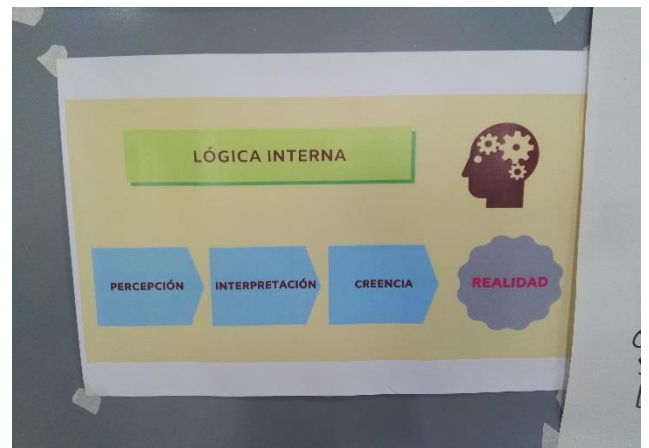 LÓGICA INTERNA
PERCEPCIÓN
INTERPRETACIÓN
CREENCIA
REALIDAD